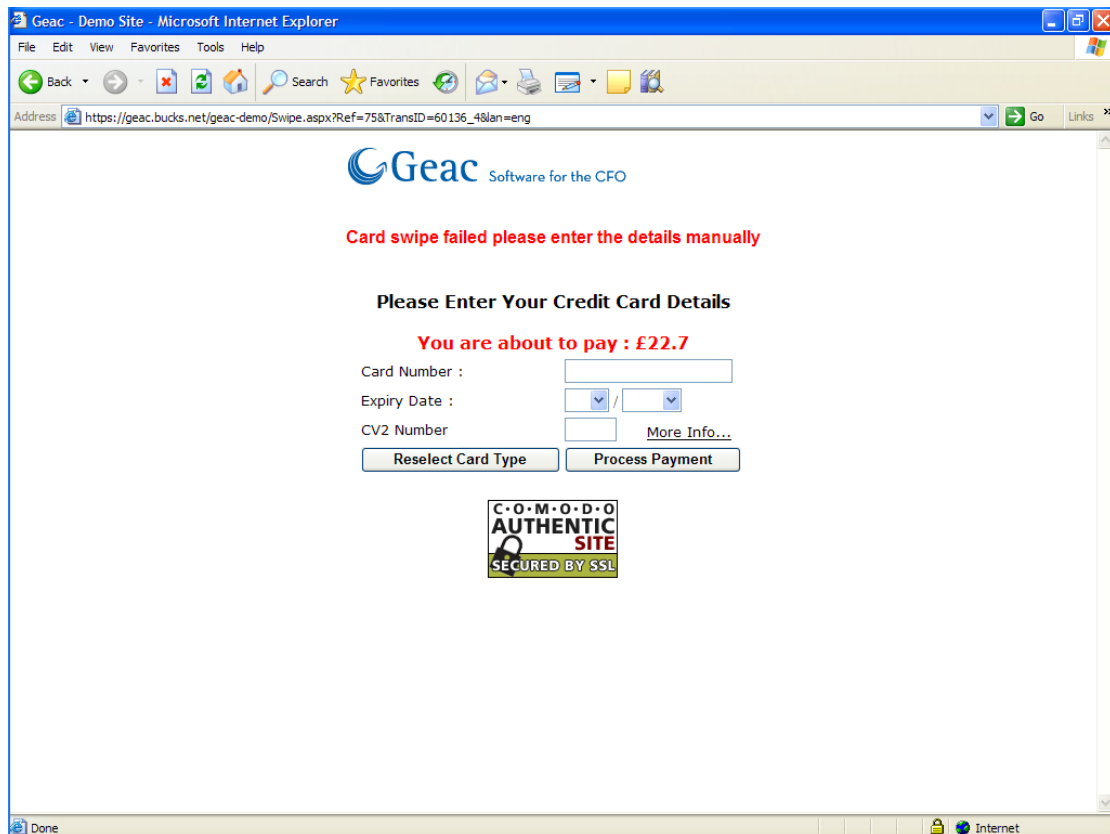 Geac - Demo Site - Microsoft Internet Explorer
File Edit View Favorites Tools Help
Back Search Favorites
Address https://geac.bucks.net/geac-demo/Swipe.aspx?Ref=75&TransID=60136_4&lan=eng Go Links »
Geac Software for the CFO
Card swipe failed please enter the details manually
Please Enter Your Credit Card Details
You are about to pay : £22.7
Card Number :
Expiry Date : /
CV2 Number More Info...
Reselect Card Type Process Payment
C·O·M·O·D·O
AUTHENTIC
SITE
SECURED BY SSL
Done Internet